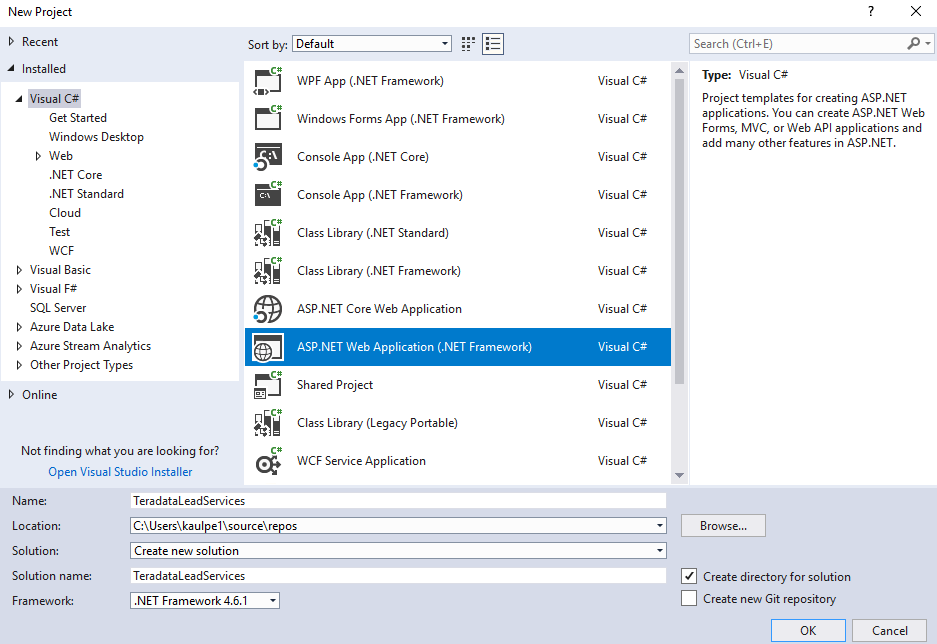 New Project
?
Recent
Installed
Visual C#
Get Started
Windows Desktop
Web
.NET Core
.NET Standard
Cloud
Test
WCF
Visual Basic
Visual F#
SQL Server
Azure Data Lake
Azure Stream Analytics
Other Project Types
Online
Not finding what you are looking for?
Open Visual Studio Installer
Sort by: Default
Search (Ctrl+E)
WPF App (.NET Framework) Visual C#
Windows Forms App (.NET Framework) Visual C#
Console App (.NET Core) Visual C#
Console App (.NET Framework) Visual C#
Class Library (.NET Standard) Visual C#
Class Library (.NET Framework) Visual C#
ASP.NET Core Web Application Visual C#
ASP.NET Web Application (.NET Framework) Visual C#
Shared Project Visual C#
Class Library (Legacy Portable) Visual C#
WCF Service Application Visual C#
Type: Visual C#
Project templates for creating ASP.NET
applications. You can create ASP.NET Web
Forms, MVC, or Web API applications and
add many other features in ASP.NET.
Name: TeradataLeadServices
Location: C:\Users\kaulpe1\source\repos
Browse...
Solution: Create new solution
Solution name: TeradataLeadServices
Create directory for solution
Framework: .NET Framework 4.6.1
Create new Git repository
OK
Cancel